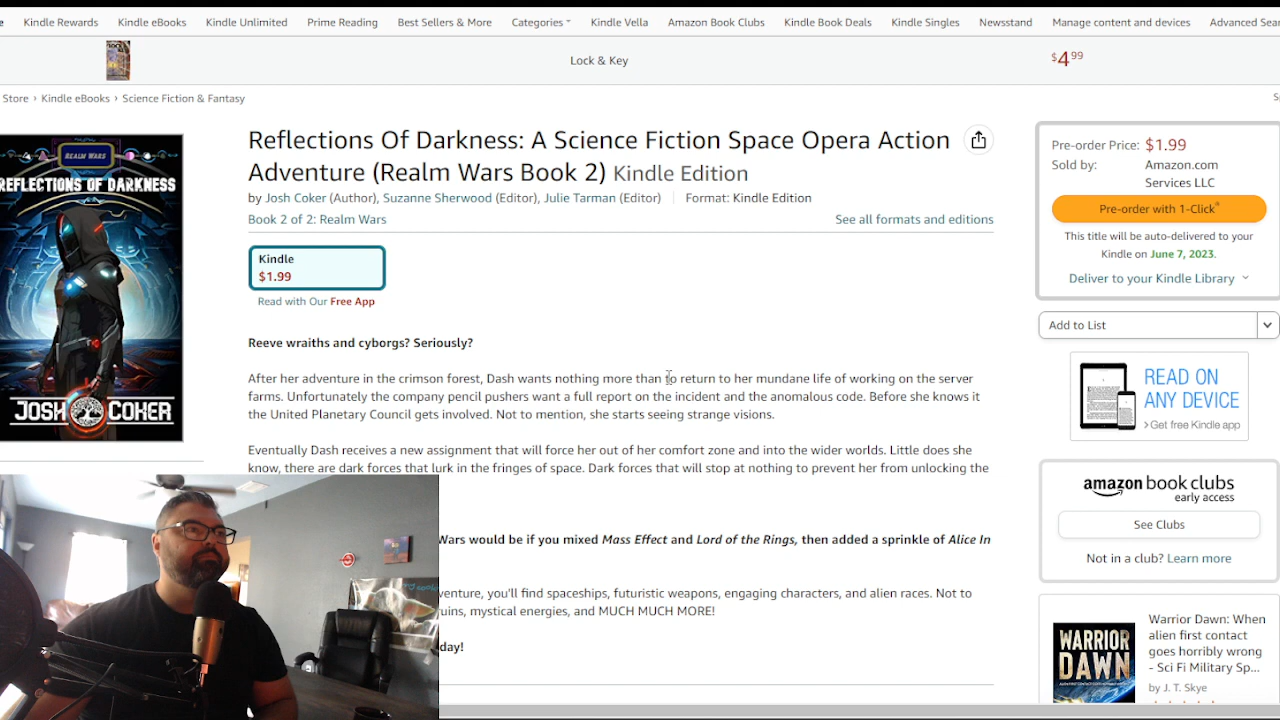 Kindle Rewards Kindle eBooks Kindle Unlimited Prime Reading Best Sellers & More Categories Kindle Vella Amazon Book Clubs Kindle Book Deals Kindle Singles Newsstand Manage content and devices Advanced Sear
Lock & Key
$4.99
Store › Kindle eBooks › Science Fiction & Fantasy
REALM WARS
REFLECTIONS OF DARKNESS
JOSH COKER
Reflections Of Darkness: A Science Fiction Space Opera Action
Adventure (Realm Wars Book 2) Kindle Edition
by Josh Coker (Author), Suzanne Sherwood (Editor), Julie Tarman (Editor) Format: Kindle Edition
Book 2 of 2: Realm Wars
See all formats and editions
Kindle
$1.99
Read with Our Free App
Reeve wraiths and cyborgs? Seriously?
After her adventure in the crimson forest, Dash wants nothing more than to return to her mundane life of working on the server
farms. Unfortunately the company pencil pushers want a full report on the incident and the anomalous code. Before she knows it
the United Planetary Council gets involved. Not to mention, she starts seeing strange visions.
Eventually Dash receives a new assignment that will force her out of her comfort zone and into the wider worlds. Little does she
know, there are dark forces that lurk in the fringes of space. Dark forces that will stop at nothing to prevent her from unlocking the
Wars would be if you mixed Mass Effect and Lord of the Rings, then added a sprinkle of Alice In
venture, you'll find spaceships, futuristic weapons, engaging characters, and alien races. Not to
ruins, mystical energies, and MUCH MUCH MORE!
day!
Pre-order Price: $1.99
Sold by: Amazon.com
Services LLC
Pre-order with 1-Click®
This title will be auto-delivered to your
Kindle on June 7, 2023.
Deliver to your Kindle Library
Add to List
READ ON
ANY DEVICE
› Get free Kindle app
amazon book clubs
early access
See Clubs
Not in a club? Learn more
WARRIOR
DAWN
Warrior Dawn: When
alien first contact
goes horribly wrong
- Sci Fi Military Sp...
by J. T. Skye